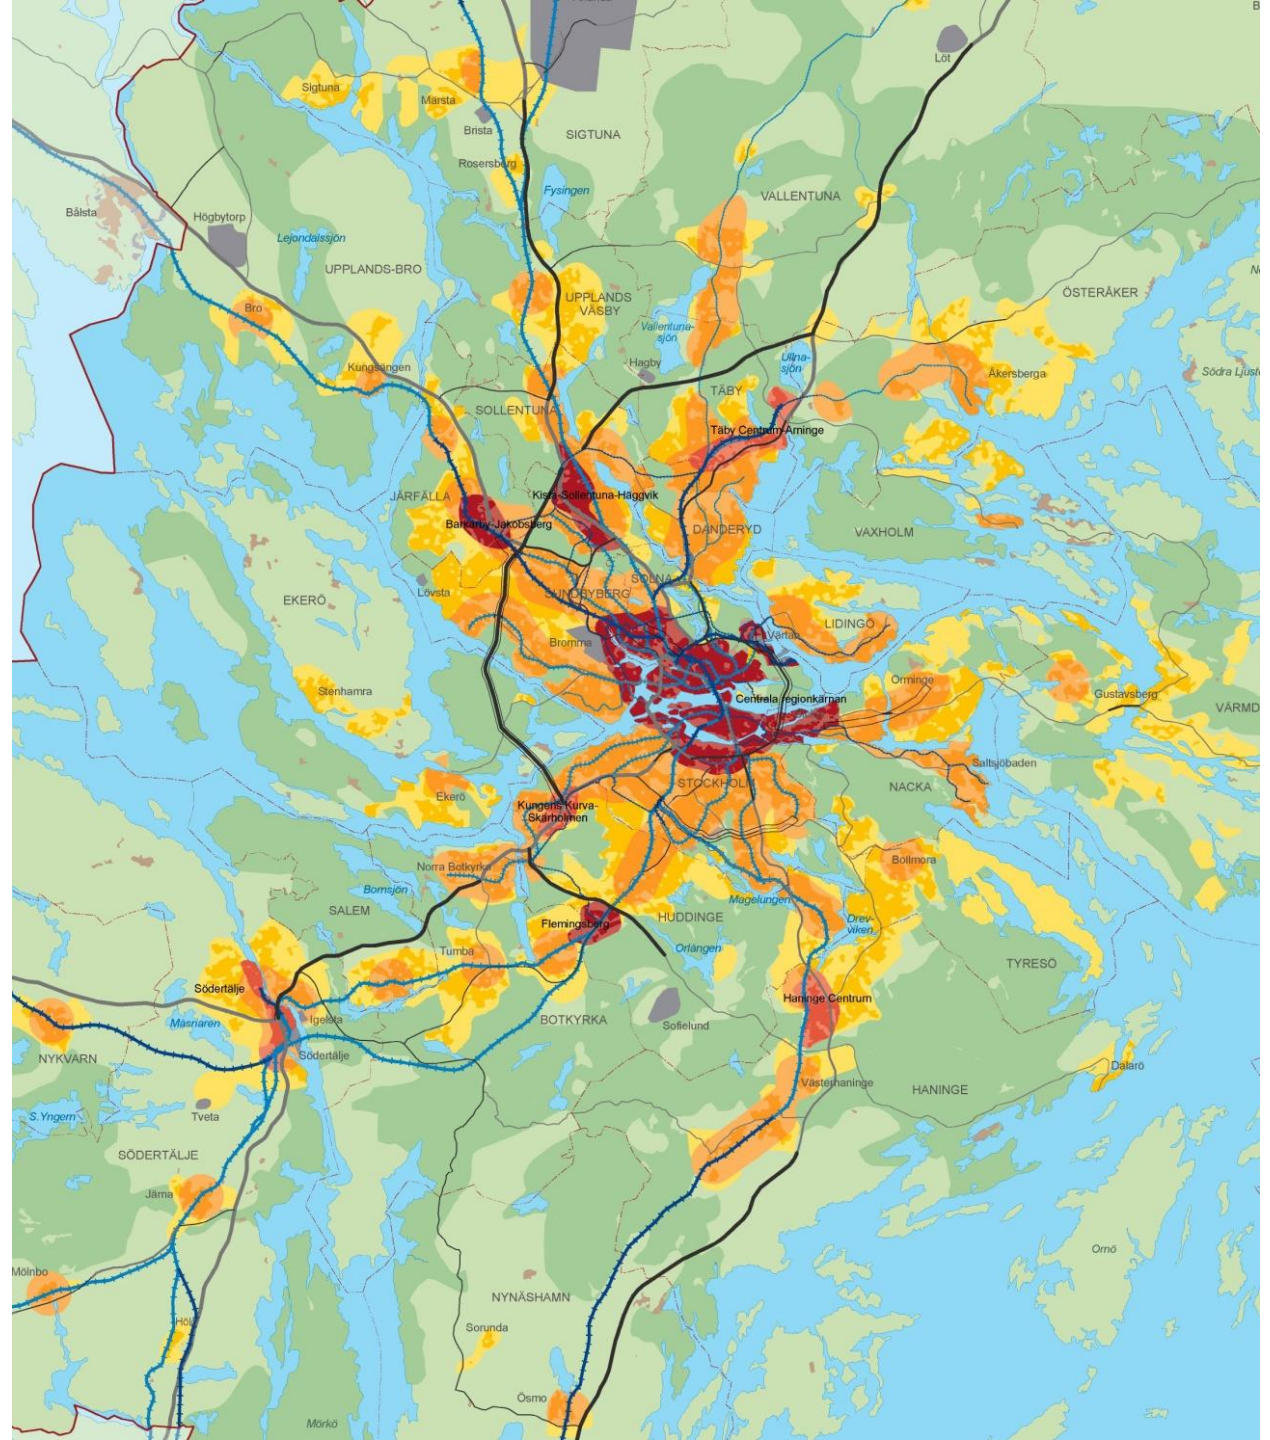 Löt
Sigtuna
Märsta
Brista
SIGTUNA
Rosersberg
Fysingen
VALLENTUNA
Bålsta
Högbytorp
Lejondalssjön
UPPLANDS-BRO
ÖSTERÅKER
UPPLANDS
VÄSBY
Bro
Vallentuna-
sjön
Hagby
Ullna-
sjön
Kungsängen
Åkersberga
TÄBY
SOLLENTUNA
Täby Centrum-Arninge
JÄRFÄLLA
Kista-Sollentuna-Häggvik
Barkarby-Jakobsberg
DANDERYD
VAXHOLM
SOLNA
Lövsta
SUNDBYBERG
EKERÖ
LIDINGÖ
Bromma
Värtan
Stenhamra
Orminge
Gustavsberg
Centrala regionkärnan
VÄRMD
Saltsjöbaden
STOCKHOLM
NACKA
Ekerö
Kungens Kurva-
Skärholmen
Norra Botkyrka
Bollmora
Bornsjön
Magelungen
SALEM
Flemingsberg
HUDDINGE
Drev-
viken
Orlången
Tumba
TYRESÖ
Södertälje
Haninge Centrum
Måsnaren
Igelsta
BOTKYRKA
Sofielund
Södertälje
NYKVARN
Dalarö
Västerhaninge
HANINGE
S.Yngern
Tveta
SÖDERTÄLJE
Järna
Ornö
Mölnbo
NYNÄSHAMN
Sorunda
Ösmo
Mörkö